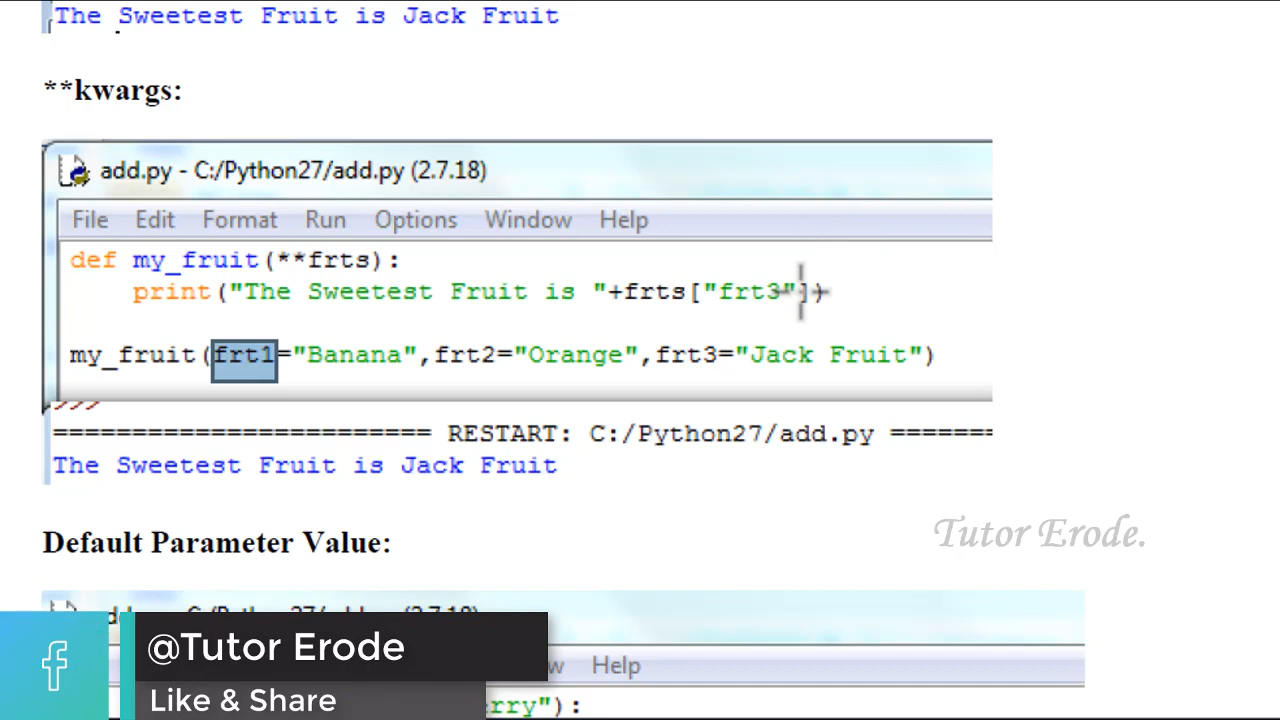 The Sweetest Fruit is Jack Fruit
**kwargs:
add.py - C:/Python27/add.py (2.7.18)
File Edit Format Run Options Window Help
def my_fruit(**frts):
print("The Sweetest Fruit is "+frts["frt3"])
my_fruit(frt1="Banana",frt2="Orange",frt3="Jack Fruit")
>>>
======================== RESTART: C:/Python27/add.py =======
The Sweetest Fruit is Jack Fruit
Tutor Erode.
Default Parameter Value:
@Tutor Erode
Help
Like & Share
erry"):